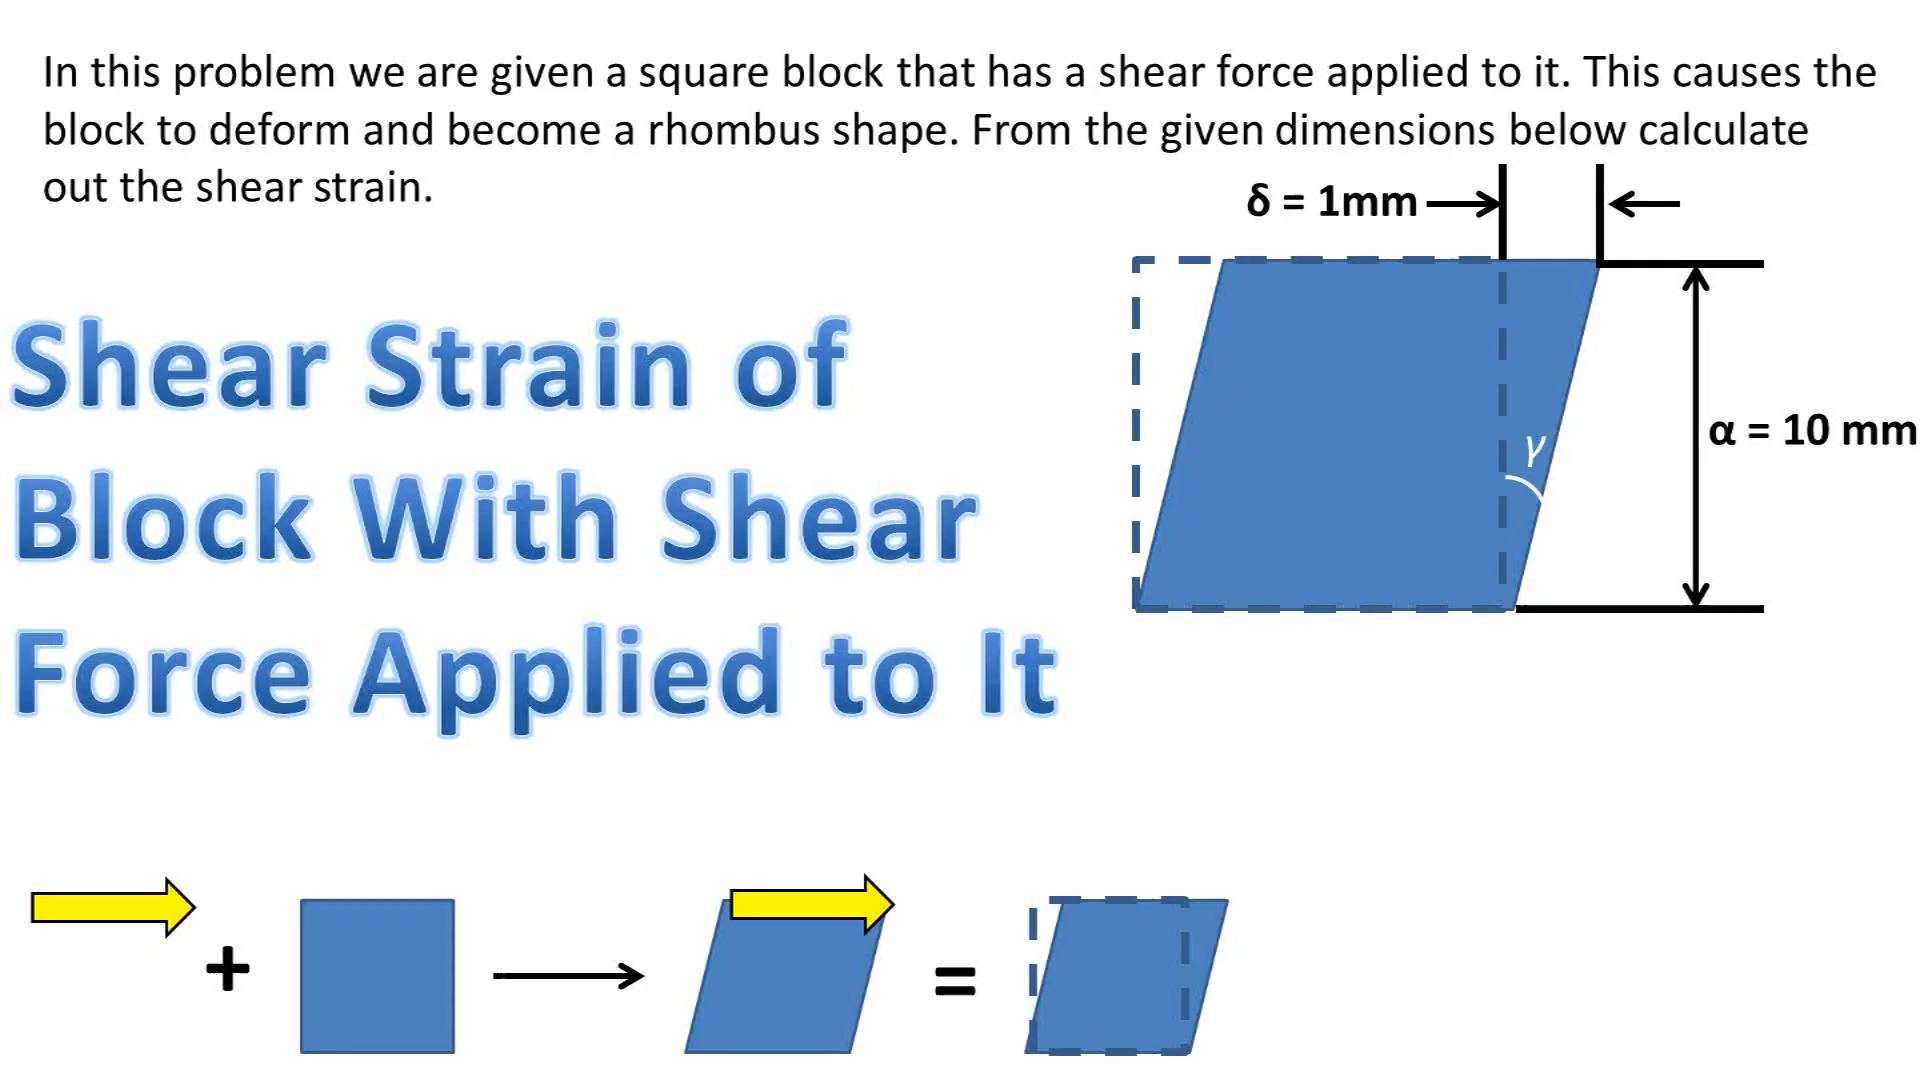 In this problem we are given a square block that has a shear force applied to it. This causes the
block to deform and become a rhombus shape. From the given dimensions below calculate
out the shear strain.
δ = 1mm
Shear Strain of
Block With Shear
Force Applied to It
γ
α = 10 mm
+
=